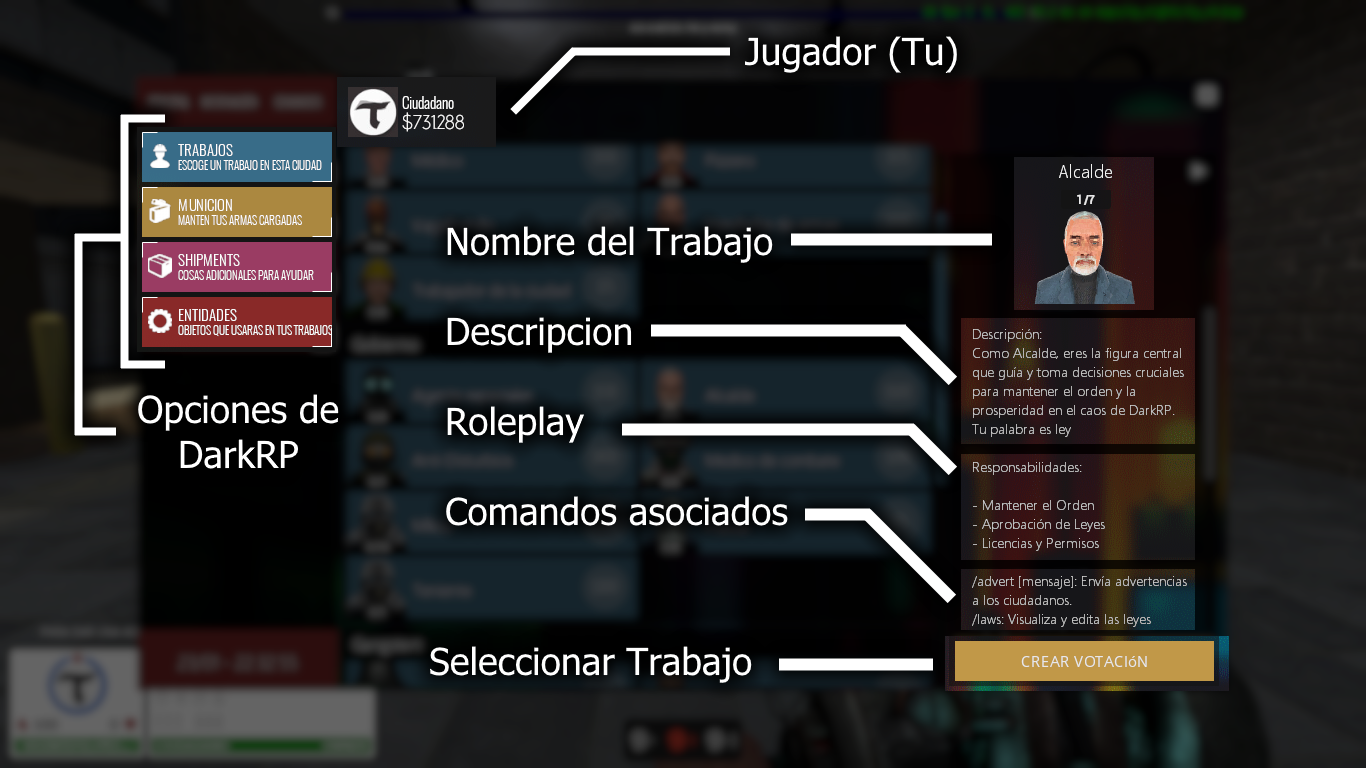 Jugador (Tu)
Ciudadano
$731.288
TRABAJOS
ESCOGE UN TRABAJO EN ESTA CIUDAD
MUNICION
MANTEN TUS ARMAS CARGADAS
SHIPMENTS
COSAS ADICIONALES PARA AYUDAR
ENTIDADES
OBJETOS QUE USARAS EN TUS TRABAJOS
Opciones de
DarkRP
Nombre del Trabajo
Descripcion
Roleplay
Comandos asociados
Seleccionar Trabajo
Alcalde
1/7
Descripción:
Como Alcalde, eres la figura central
que guía y toma decisiones cruciales
para mantener el orden y la
prosperidad en el caos de DarkRP.
Tu palabra es ley
Responsabilidades:
- Mantener el Orden
- Aprobación de Leyes
- Licencias y Permisos
/advert [mensaje]: Envía advertencias
a los ciudadanos.
/laws: Visualiza y edita las leyes
CREAR VOTACIóN